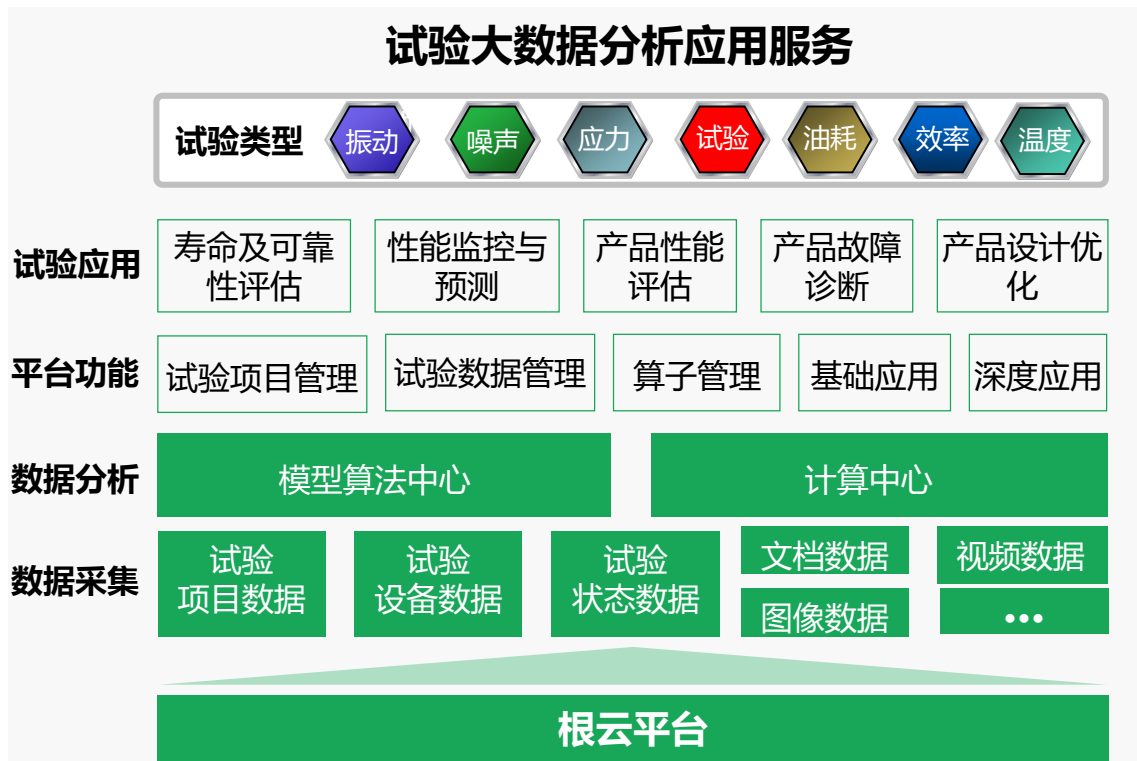 试验大数据分析应用服务
试验类型 振动 噪声 应力 试验 油耗 效率 温度
试验应用
寿命及可靠
性评估
性能监控与
预测
产品性能
评估
产品故障
诊断
产品设计优
化
平台功能
试验项目管理
试验数据管理
算子管理
基础应用
深度应用
数据分析
模型算法中心
计算中心
数据采集
试验
项目数据
试验
设备数据
试验
状态数据
文档数据
图像数据
视频数据
•••
根云平台